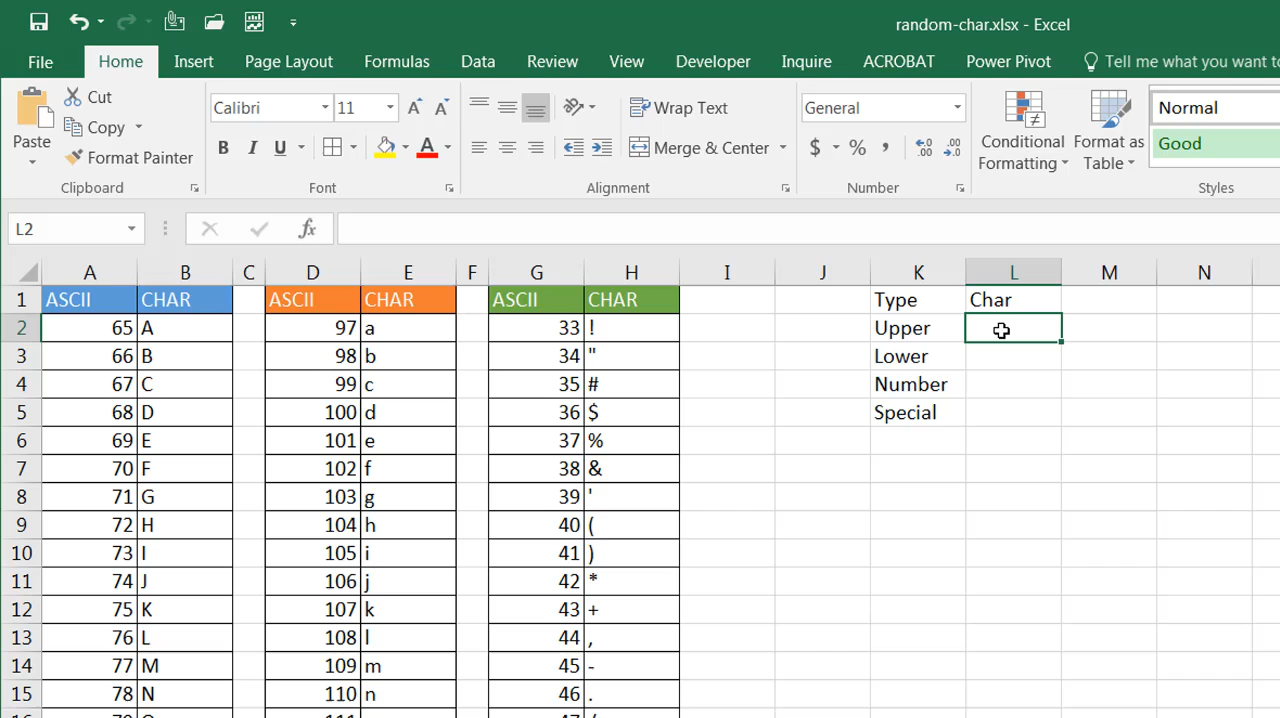 random-char.xlsx - Excel
File Home Insert Page Layout Formulas Data Review View Developer Inquire ACROBAT Power Pivot Tell me what you want to
Paste
Cut
Copy
Format Painter
Clipboard
Calibri 11
B I U A
Font
Wrap Text
Merge & Center
Alignment
General
$ % ,
Number
Conditional Formatting
Format as Table
Normal
Good
Styles
L2 fx
A B C D E F G H I J K L M N
1 ASCII CHAR ASCII CHAR ASCII CHAR Type Char
2 65 A 97 a 33 ! Upper
3 66 B 98 b 34 " Lower
4 67 C 99 c 35 # Number
5 68 D 100 d 36 $ Special
6 69 E 101 e 37 %
7 70 F 102 f 38 &
8 71 G 103 g 39 '
9 72 H 104 h 40 (
10 73 I 105 i 41 )
11 74 J 106 j 42 *
12 75 K 107 k 43 +
13 76 L 108 l 44 ,
14 77 M 109 m 45 -
15 78 N 110 n 46 .